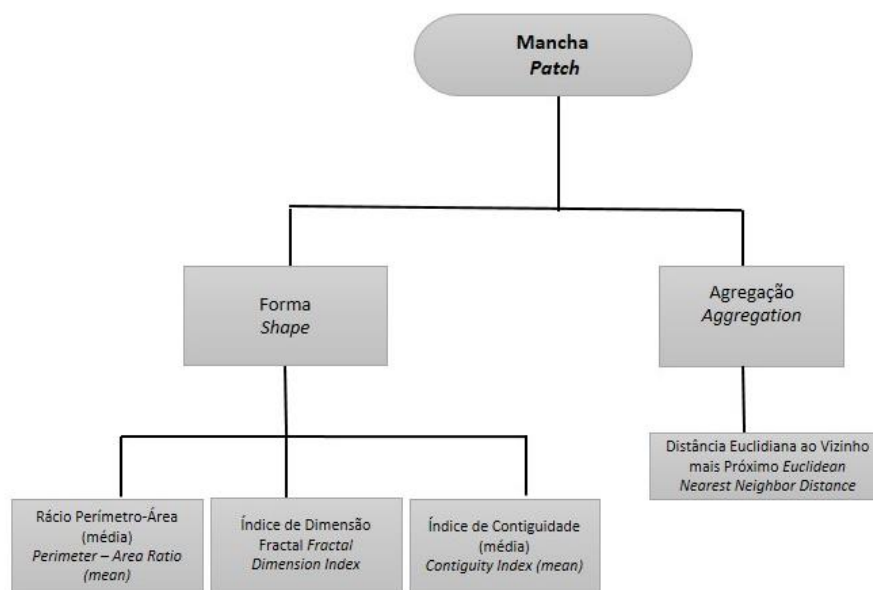 Mancha
Patch
Forma
Shape
Agregação
Aggregation
Rácio Perímetro-Área
(média)
Perimeter – Area Ratio
(mean)
Índice de Dimensão
Fractal Fractal
Dimension Index
Índice de Contiguidade
(média)
Contiguity Index (mean)
Distância Euclidiana ao Vizinho
mais Próximo Euclidean
Nearest Neighbor Distance